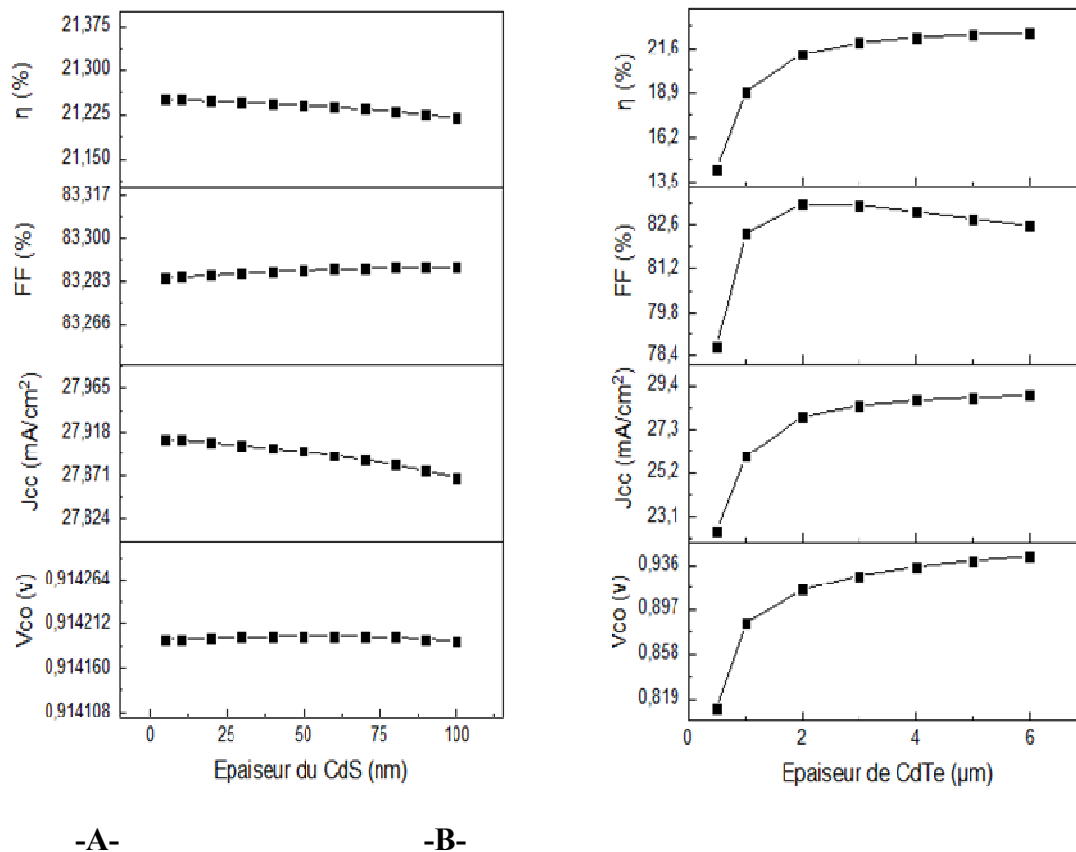 21,375
21,300
21,225
21,150
η (%)
83,317
83,300
83,283
83,266
FF (%)
27,965
27,918
27,871
27,824
Jcc (mA/cm²)
0,914264
0,914212
0,914160
0,914108
Vco (v)
0 25 50 75 100
Epaiseur du CdS (nm)
21,6
18,9
16,2
13,5
η (%)
82,6
81,2
79,8
78,4
FF (%)
29,4
27,3
25,2
23,1
Jcc (mA/cm²)
0,936
0,897
0,858
0,819
Vco (v)
0 2 4 6
Epaiseur de CdTe (µm)
-A- -B-